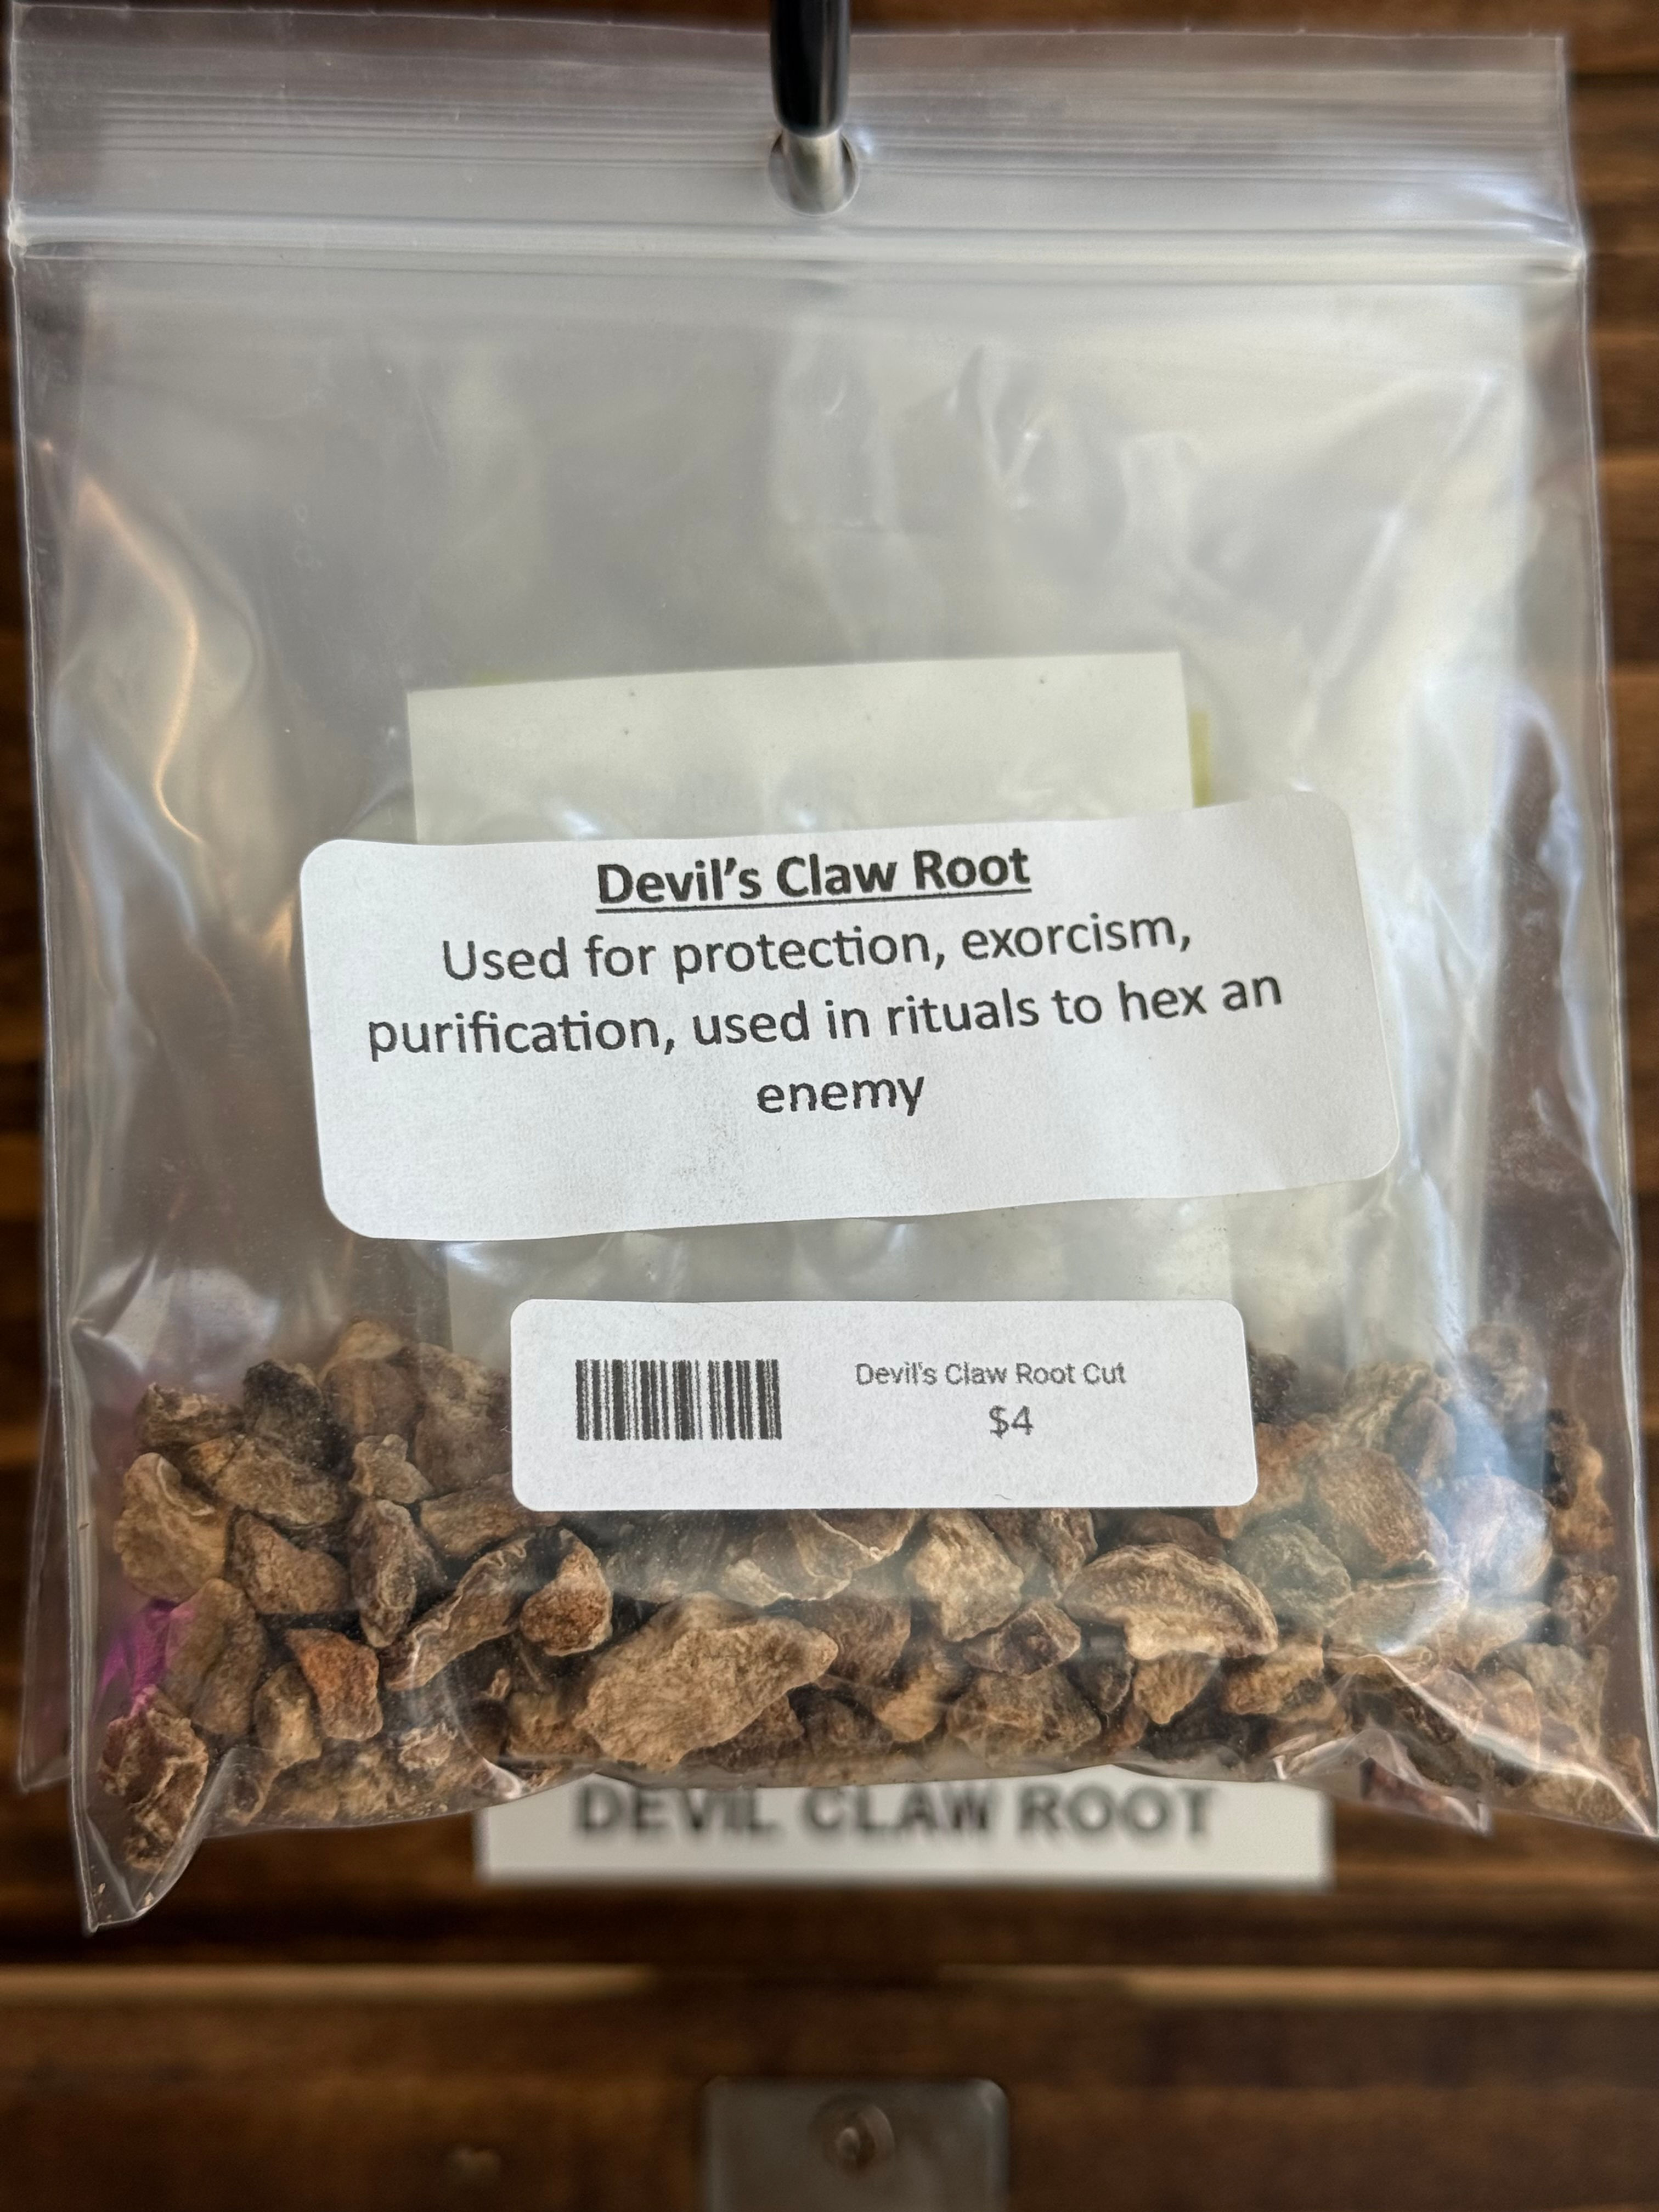 Devil's Claw Root
Used for protection, exorcism,
purification, used in rituals to hex an
enemy
Devil's Claw Root Cut
$4
DEVIL CLAW ROOT